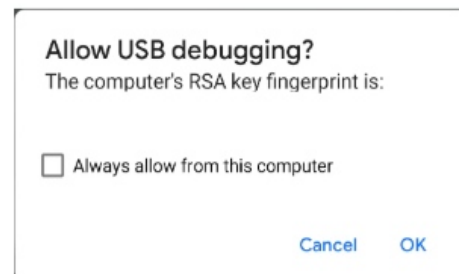 Allow USB debugging?
The computer's RSA key fingerprint is:
Always allow from this computer
Cancel OK